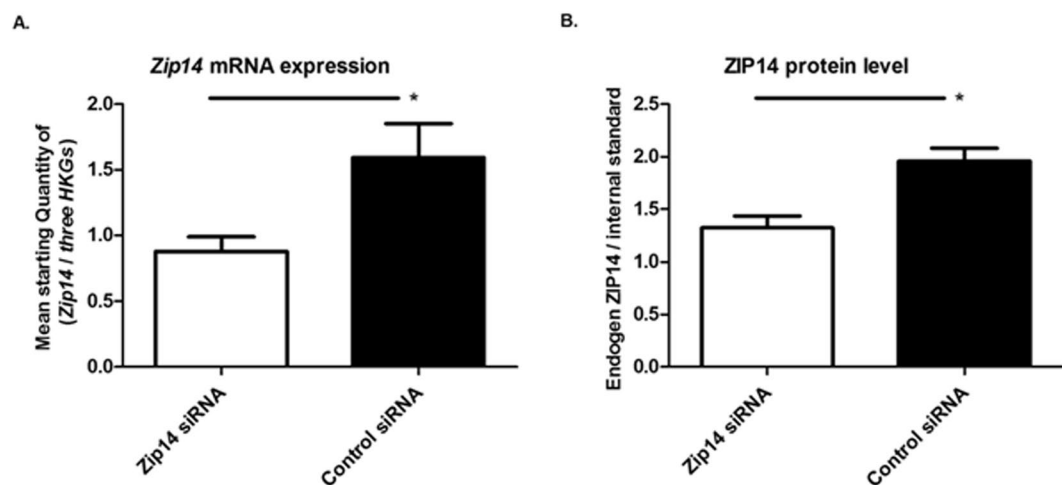 A.
Zip14 mRNA expression
*
Mean starting Quantity of
(Zip14 / three HKGs)
2.0
1.5
1.0
0.5
0.0
Zip14 siRNA
Control siRNA
B.
ZIP14 protein level
*
Endogen ZIP14 / internal standard
2.5
2.0
1.5
1.0
0.5
0.0
Zip14 siRNA
Control siRNA